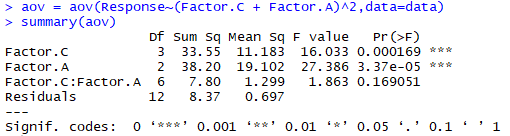 > aov = aov(Response~(Factor.C + Factor.A)^2,data=data)
> summary(aov)
Df Sum Sq Mean Sq F value Pr(>F)
Factor.C 3 33.55 11.183 16.033 0.000169 ***
Factor.A 2 38.20 19.102 27.386 3.37e-05 ***
Factor.C:Factor.A 6 7.80 1.299 1.863 0.169051
Residuals 12 8.37 0.697
---
Signif. codes: 0 ‘***’ 0.001 ‘**’ 0.01 ‘*’ 0.05 ‘.’ 0.1 ‘ ’ 1